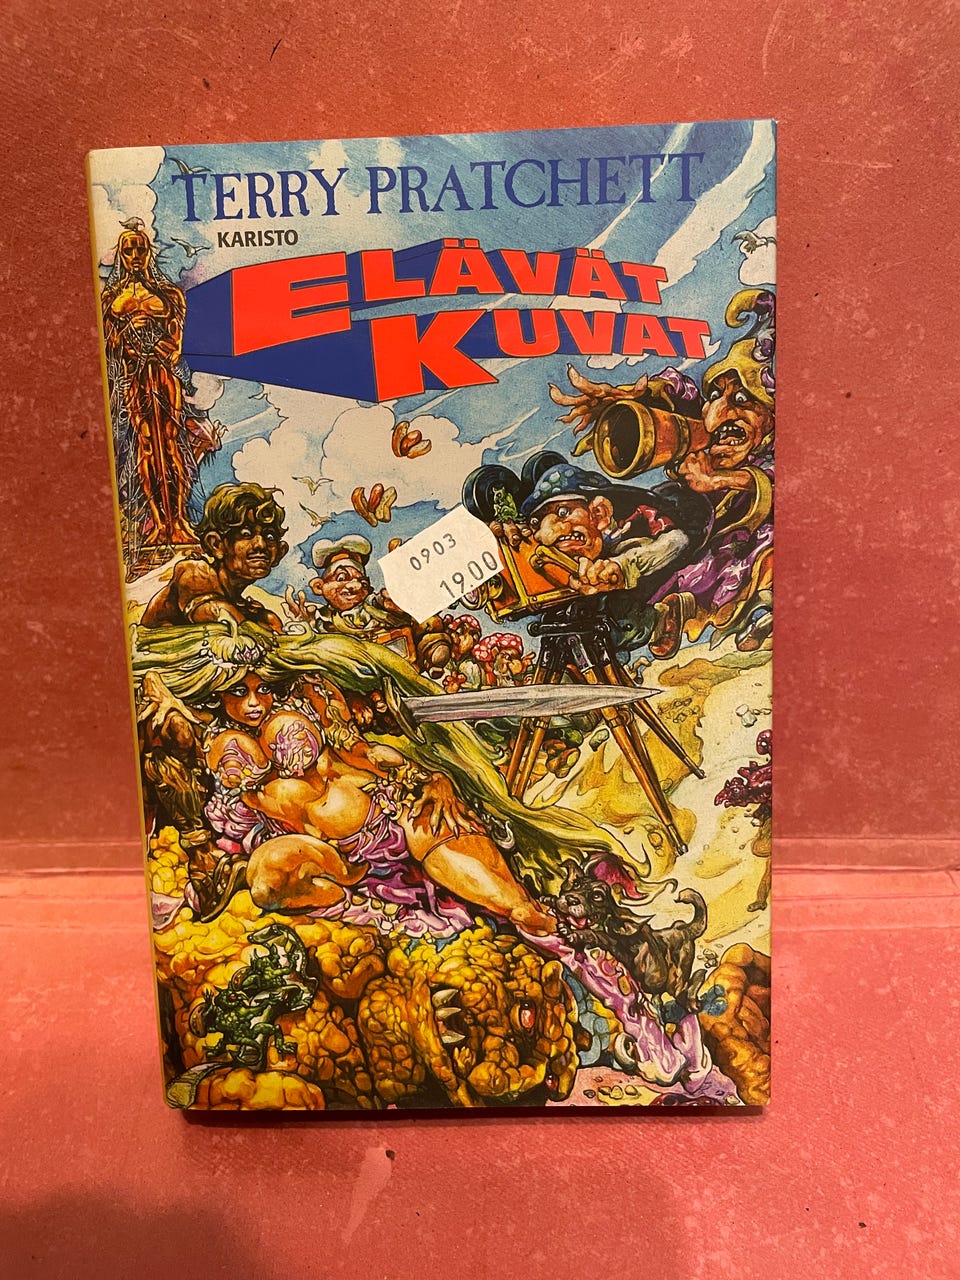 TERRY PRATCHETT
KARISTO
ELÄVÄT
KUVAT
0903
19.00